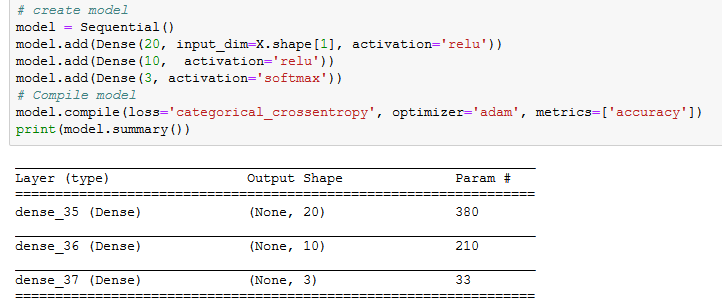 # create model
model = Sequential()
model.add(Dense(20, input_dim=X.shape[1], activation='relu'))
model.add(Dense(10,  activation='relu'))
model.add(Dense(3, activation='softmax'))
# Compile model
model.compile(loss='categorical_crossentropy', optimizer='adam', metrics=['accuracy'])
print(model.summary())
Layer (type)                 Output Shape              Param #
=================================================================
dense_35 (Dense)             (None, 20)                380
dense_36 (Dense)             (None, 10)                210
dense_37 (Dense)             (None, 3)                 33
=================================================================